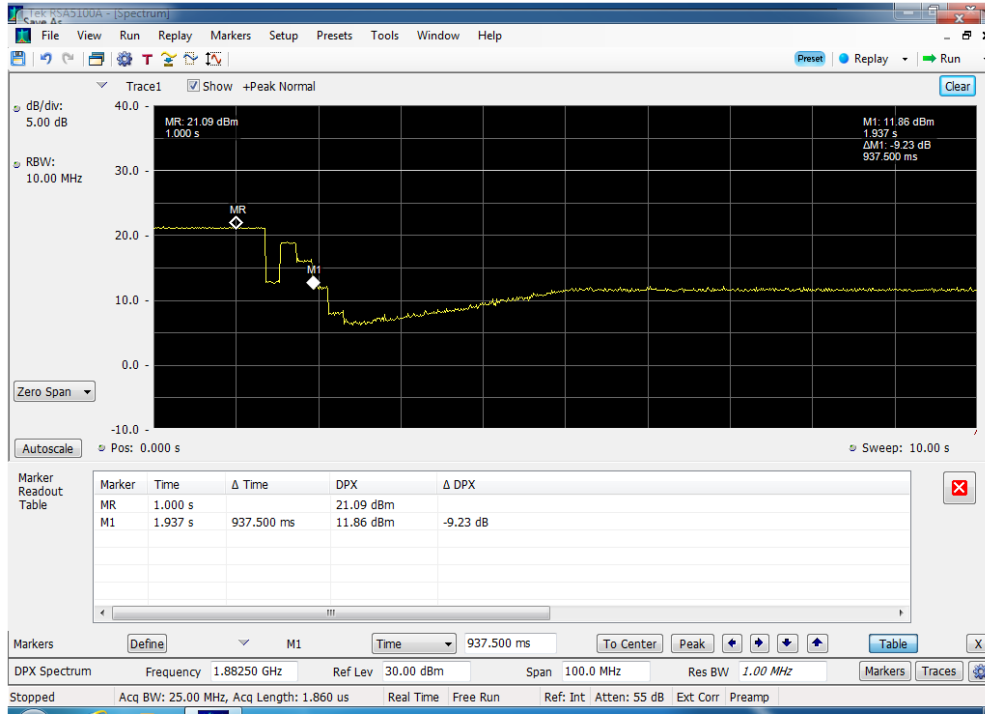 Tek RSA5100A - [Spectrum]
Save As
File View Run Replay Markers Setup Presets Tools Window Help
T Preset Replay Run
Trace1 Show +Peak Normal Clear
dB/div:
5.00 dB
RBW:
10.00 MHz
40.0 -
30.0 -
20.0 -
10.0 -
0.0 -
-10.0 -
MR: 21.09 dBm
1.000 s
M1: 11.86 dBm
1.937 s
ΔM1: -9.23 dB
937.500 ms
MR
M1
Zero Span
Autoscale Pos: 0.000 s Sweep: 10.00 s
Marker
Readout
Table
Marker Time Δ Time DPX Δ DPX
MR 1.000 s 21.09 dBm
M1 1.937 s 937.500 ms 11.86 dBm -9.23 dB
Markers Define M1 Time 937.500 ms To Center Peak Table X
DPX Spectrum Frequency 1.88250 GHz Ref Lev 30.00 dBm Span 100.0 MHz Res BW 1.00 MHz Markers Traces
Stopped Acq BW: 25.00 MHz, Acq Length: 1.860 us Real Time Free Run Ref: Int Atten: 55 dB Ext Corr Preamp